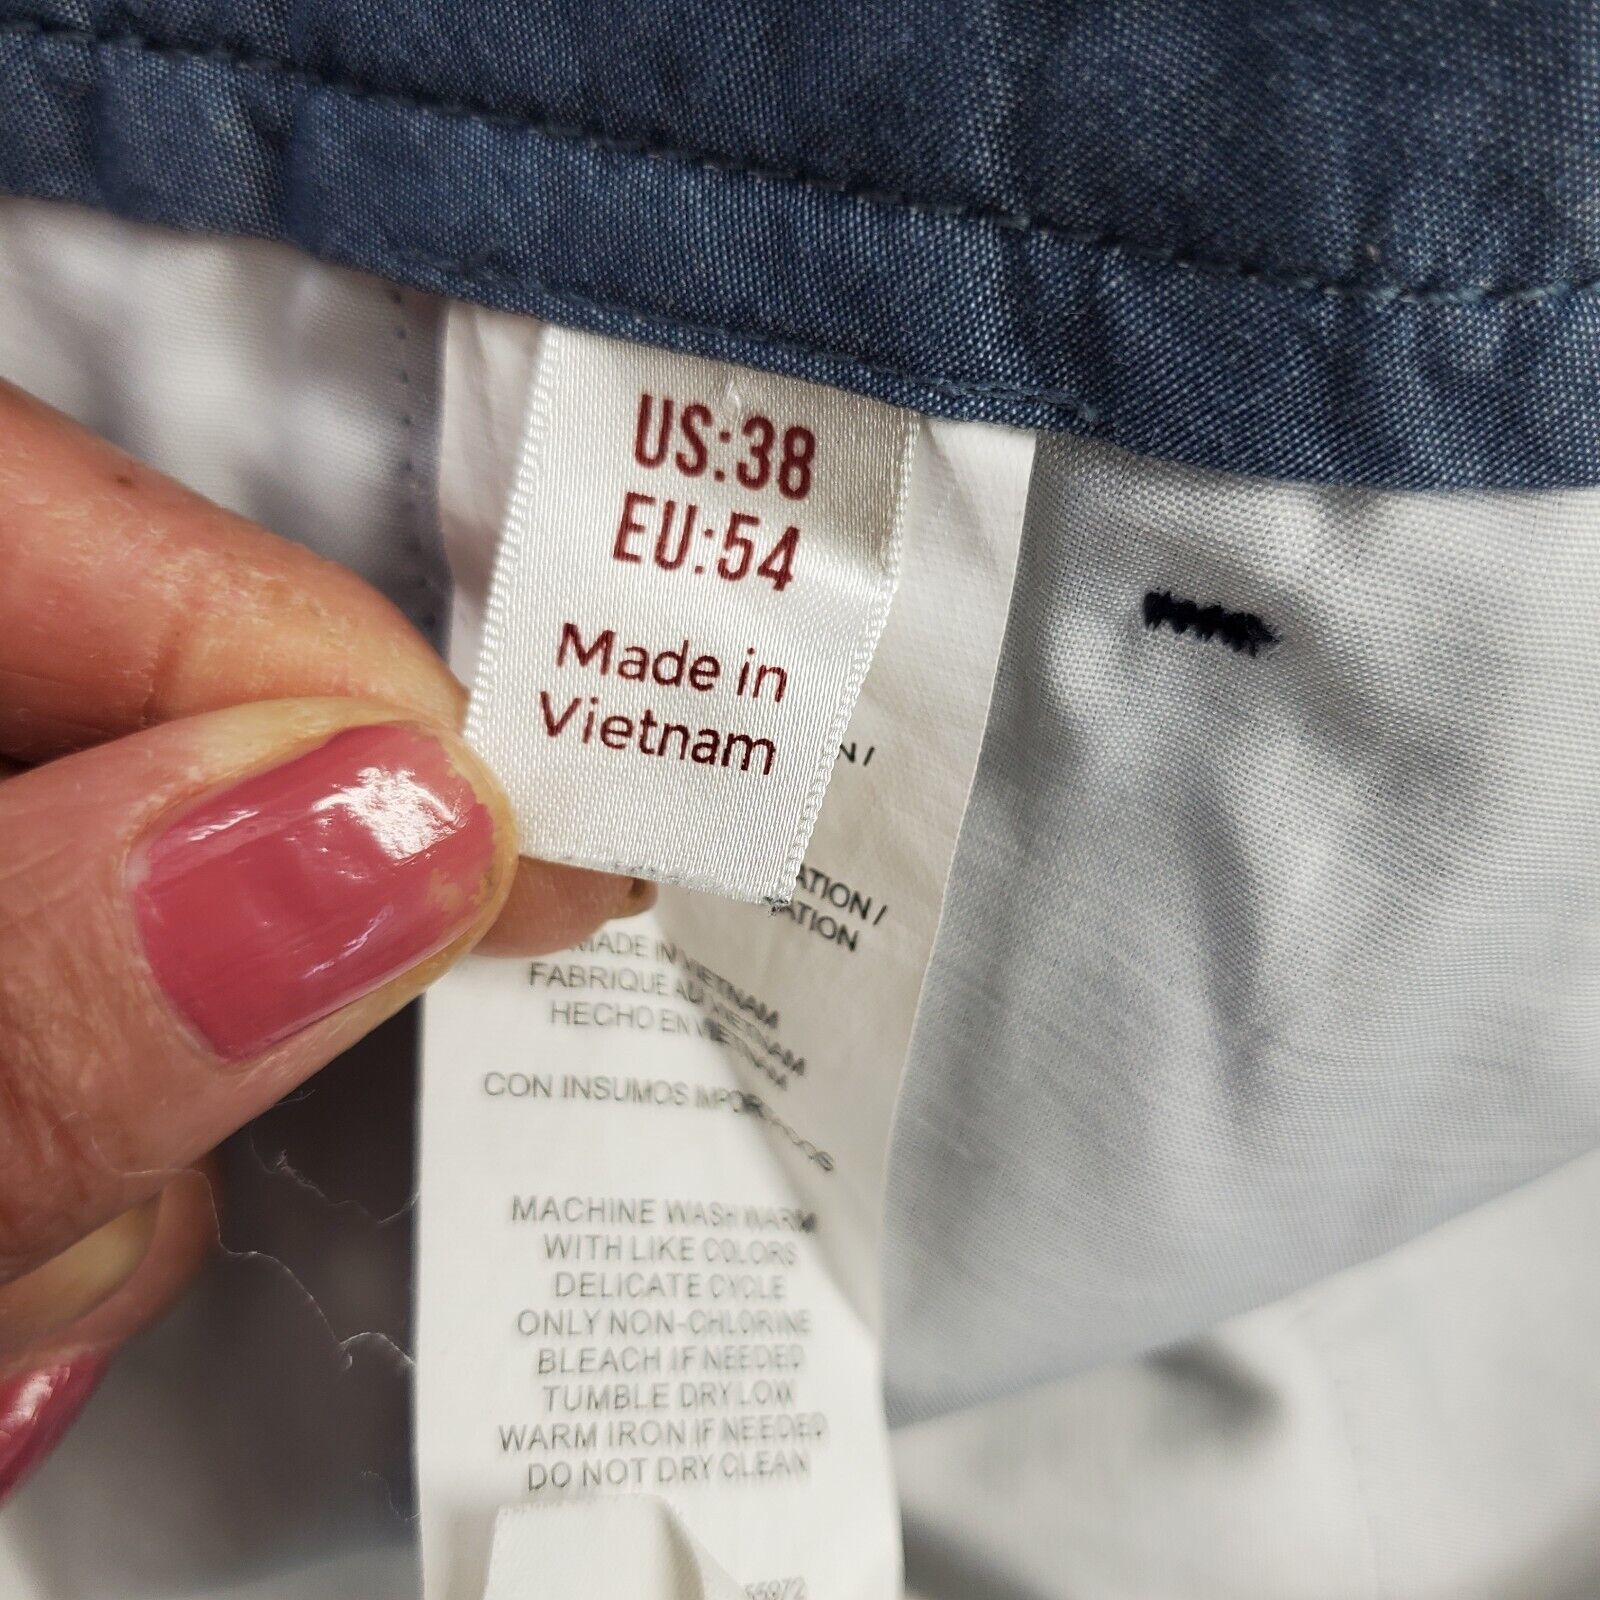 US:38
EU:54
Made in
Vietnam
N/
ATION/
ATION
MADE IN VIETNAM
FABRIQUE AU VIETNAM
HECHO EN VIETNAM
CON INSUMOS IMPORTADOS
MACHINE WASH WARM
WITH LIKE COLORS
DELICATE CYCLE
ONLY NON-CHLORINE
BLEACH IF NEEDED
TUMBLE DRY LOW
WARM IRON IF NEEDED
DO NOT DRY CLEAN
55972